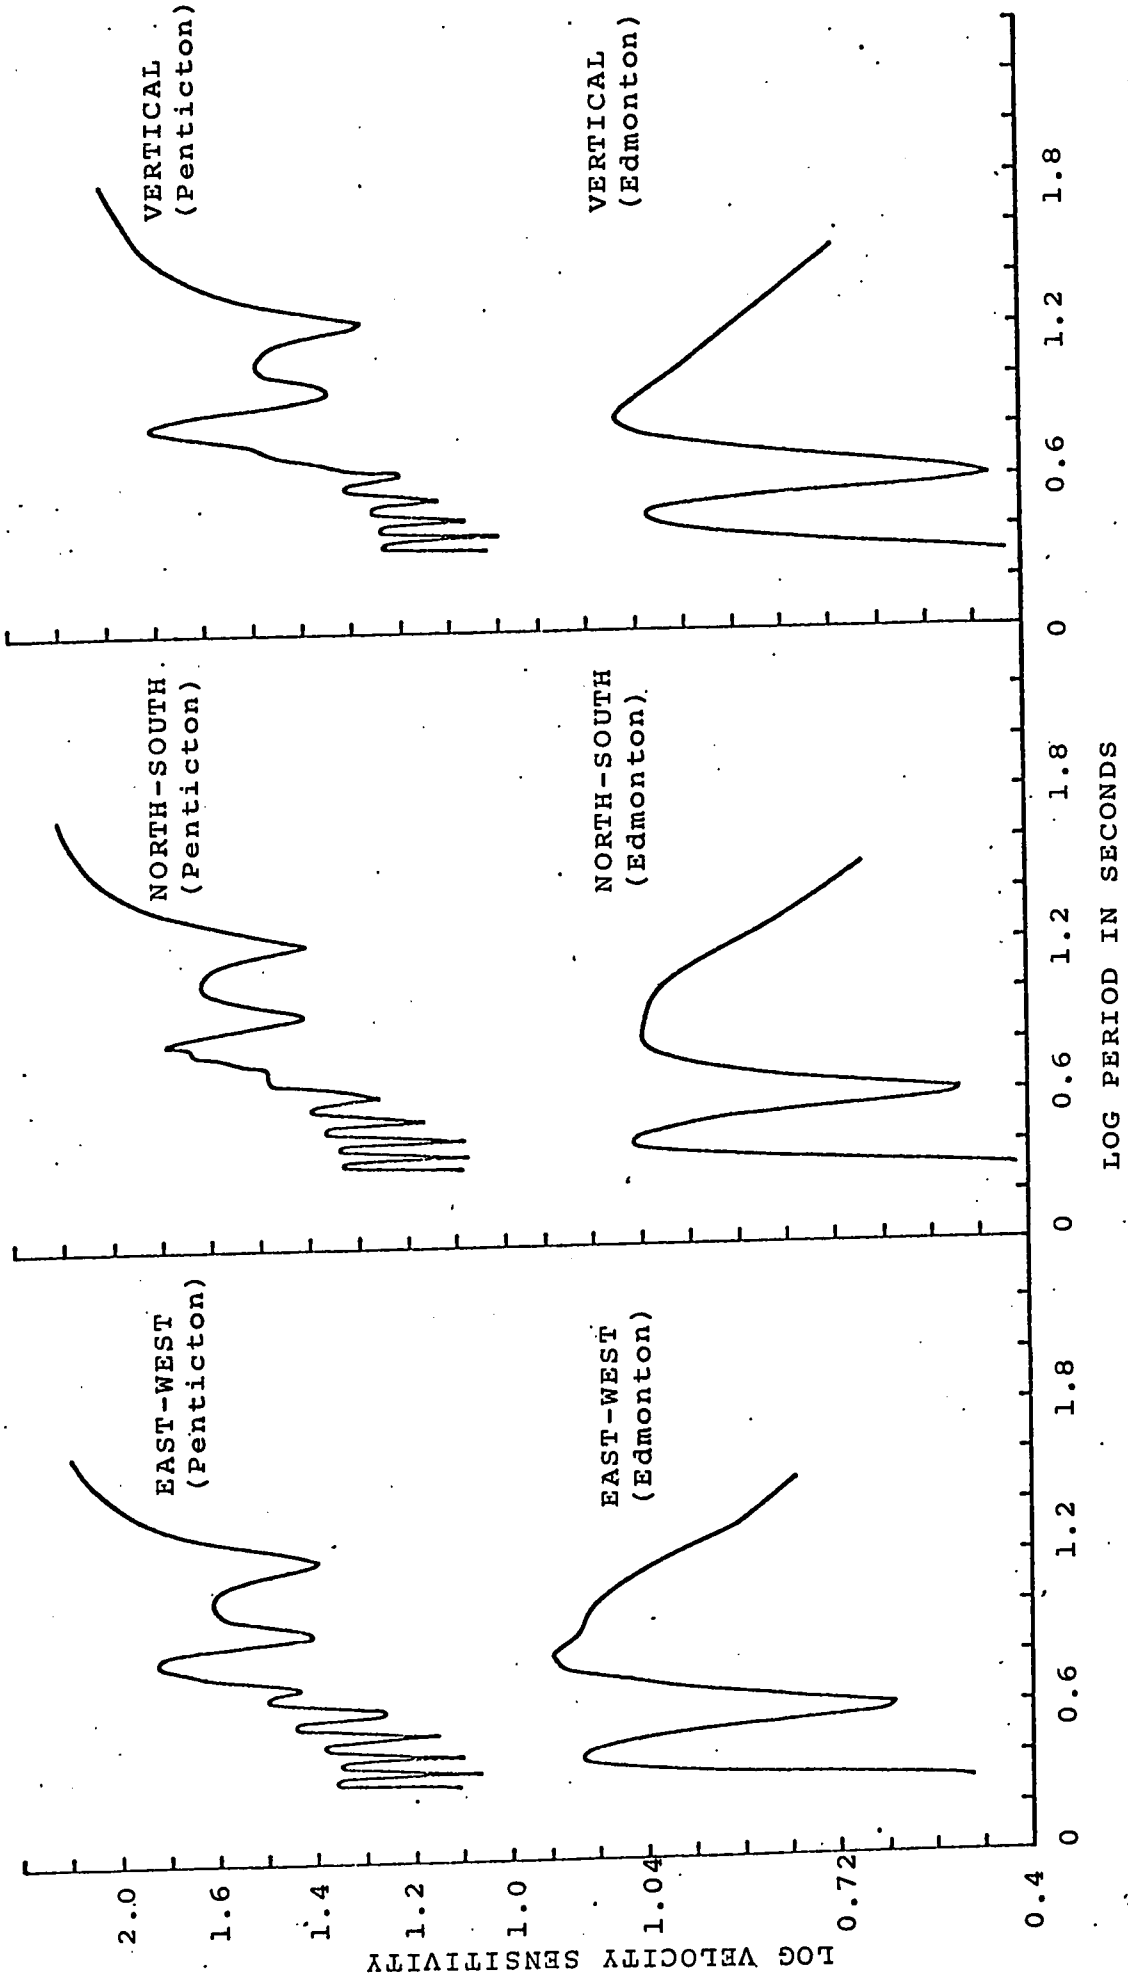 EAST-WEST
(Penticton)
NORTH-SOUTH
(Penticton)
VERTICAL
(Penticton)
EAST-WEST
(Edmonton)
NORTH-SOUTH
(Edmonton)
VERTICAL
(Edmonton)
LOG VELOCITY SENSITIVITY
2.0
1.6
1.4
1.2
1.0
1.04
0.72
0.4
0 0.6 1.2 1.8 0 0.6 1.2 1.8 0 0.6 1.2 1.8
LOG PERIOD IN SECONDS